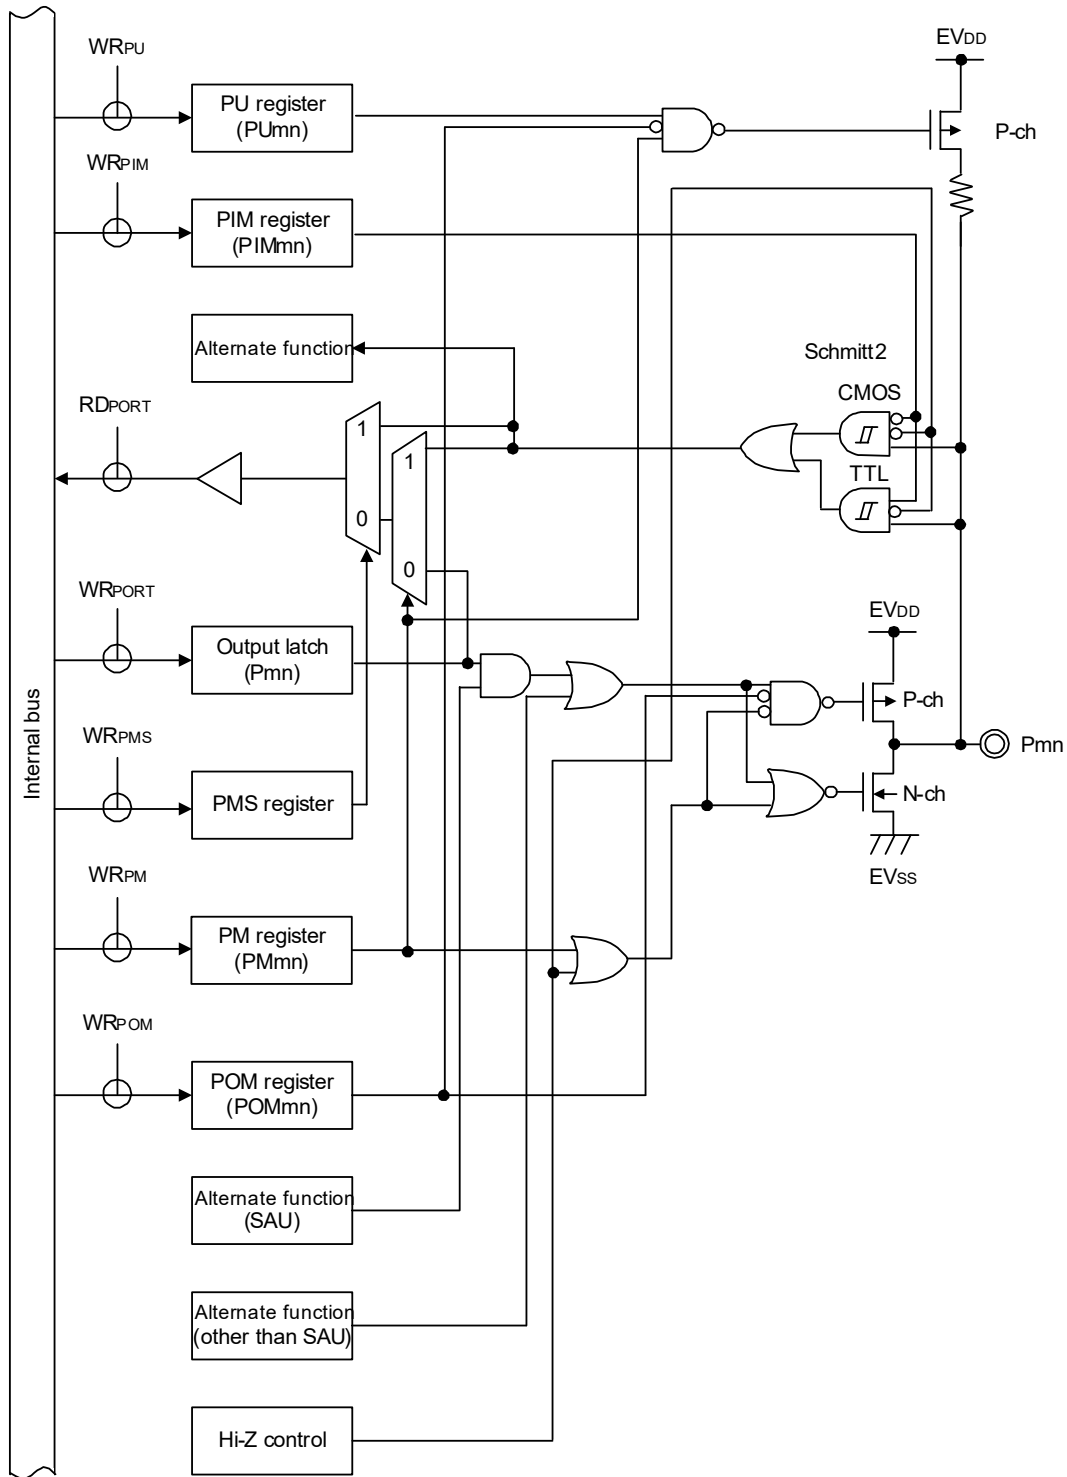 WRPU
EVDD
PU register
(PUmn)
P-ch
WRPIM
PIM register
(PIMmn)
Alternate function
Schmitt2
CMOS
RDPORT
1
1
TTL
0
0
WRPORT
EVDD
Output latch
(Pmn)
P-ch
Internal bus
WRPMS
Pmn
PMS register
N-ch
WRPM
EVSS
PM register
(PMmn)
WRPOM
POM register
(POMmn)
Alternate function
(SAU)
Alternate function
(other than SAU)
Hi-Z control